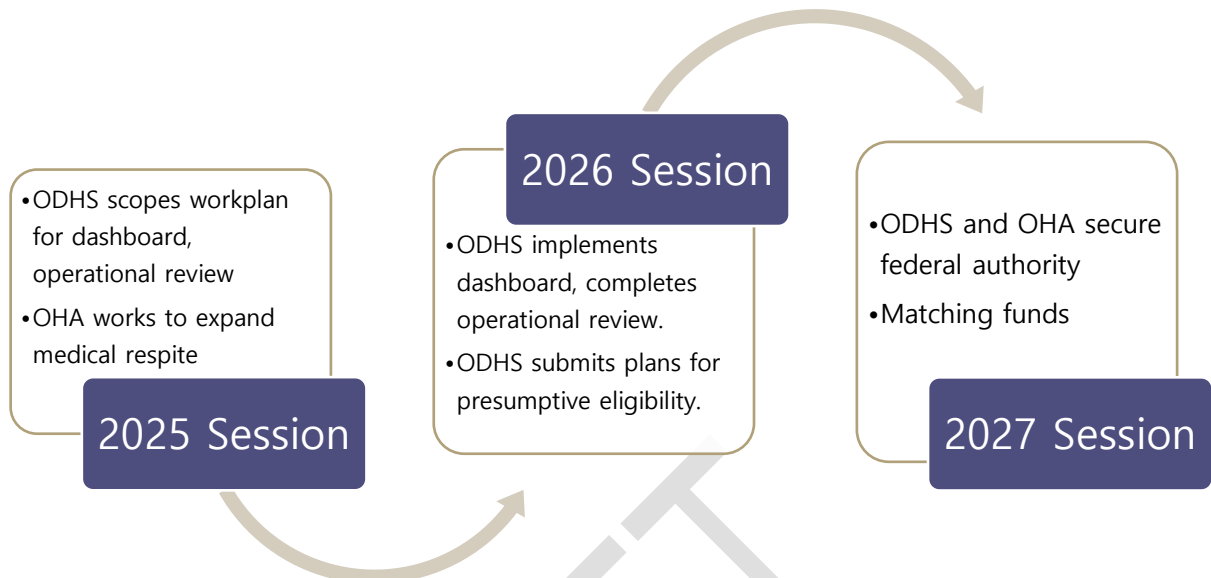 •ODHS scopes workplan
for dashboard,
operational review
•OHA works to expand
medical respite
2025 Session
2026 Session
•ODHS implements
dashboard, completes
operational review.
•ODHS submits plans for
presumptive eligibility.
•ODHS and OHA secure
federal authority
•Matching funds
2027 Session